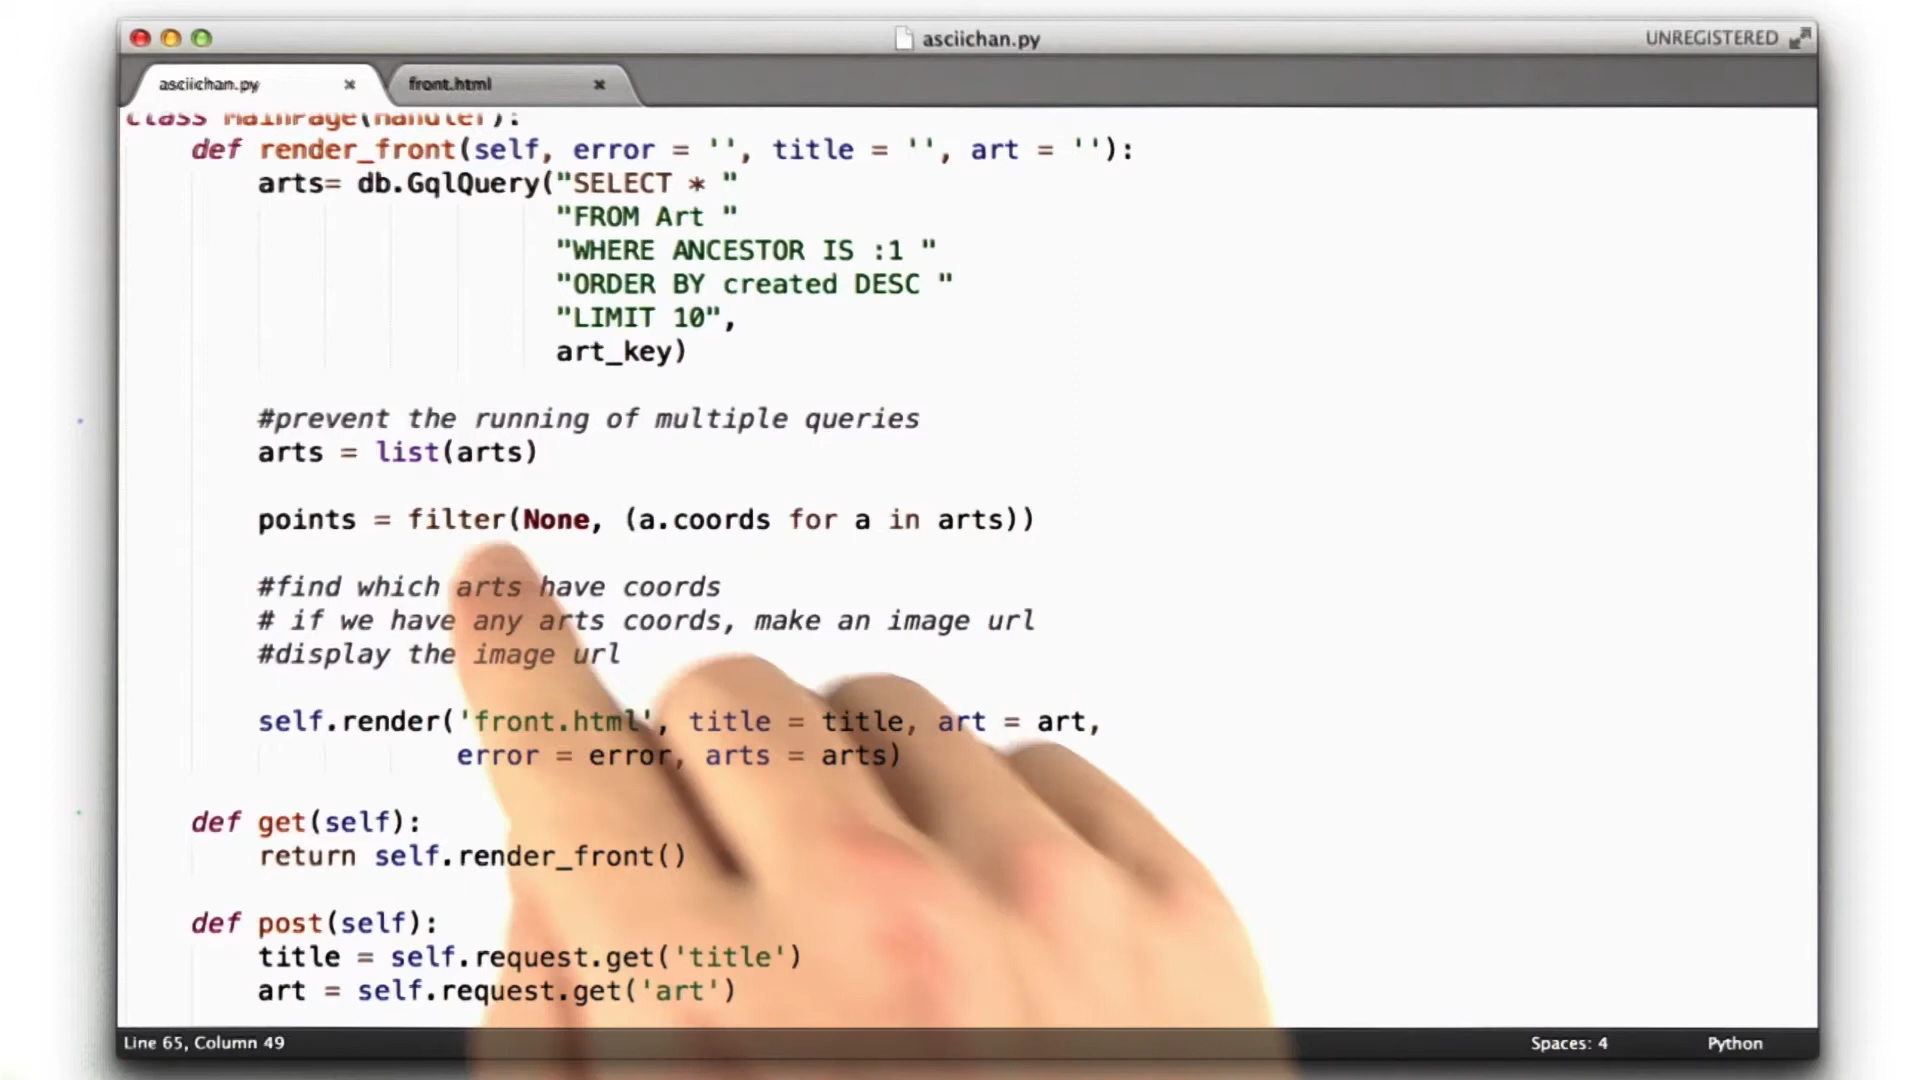 asciichan.py
UNREGISTERED
asciichan.py
front.html
class MainPage(Handler):
def render_front(self, error = '', title = '', art = ''):
arts= db.GqlQuery("SELECT * "
"FROM Art "
"WHERE ANCESTOR IS :1 "
"ORDER BY created DESC "
"LIMIT 10",
art_key)
#prevent the running of multiple queries
arts = list(arts)
points = filter(None, (a.coords for a in arts))
#find which arts have coords
# if we have any arts coords, make an image url
#display the image url
self.render('front.html', title = title, art = art,
error = error, arts = arts)
def get(self):
return self.render_front()
def post(self):
title = self.request.get('title')
art = self.request.get('art')
Line 65, Column 49
Spaces: 4
Python